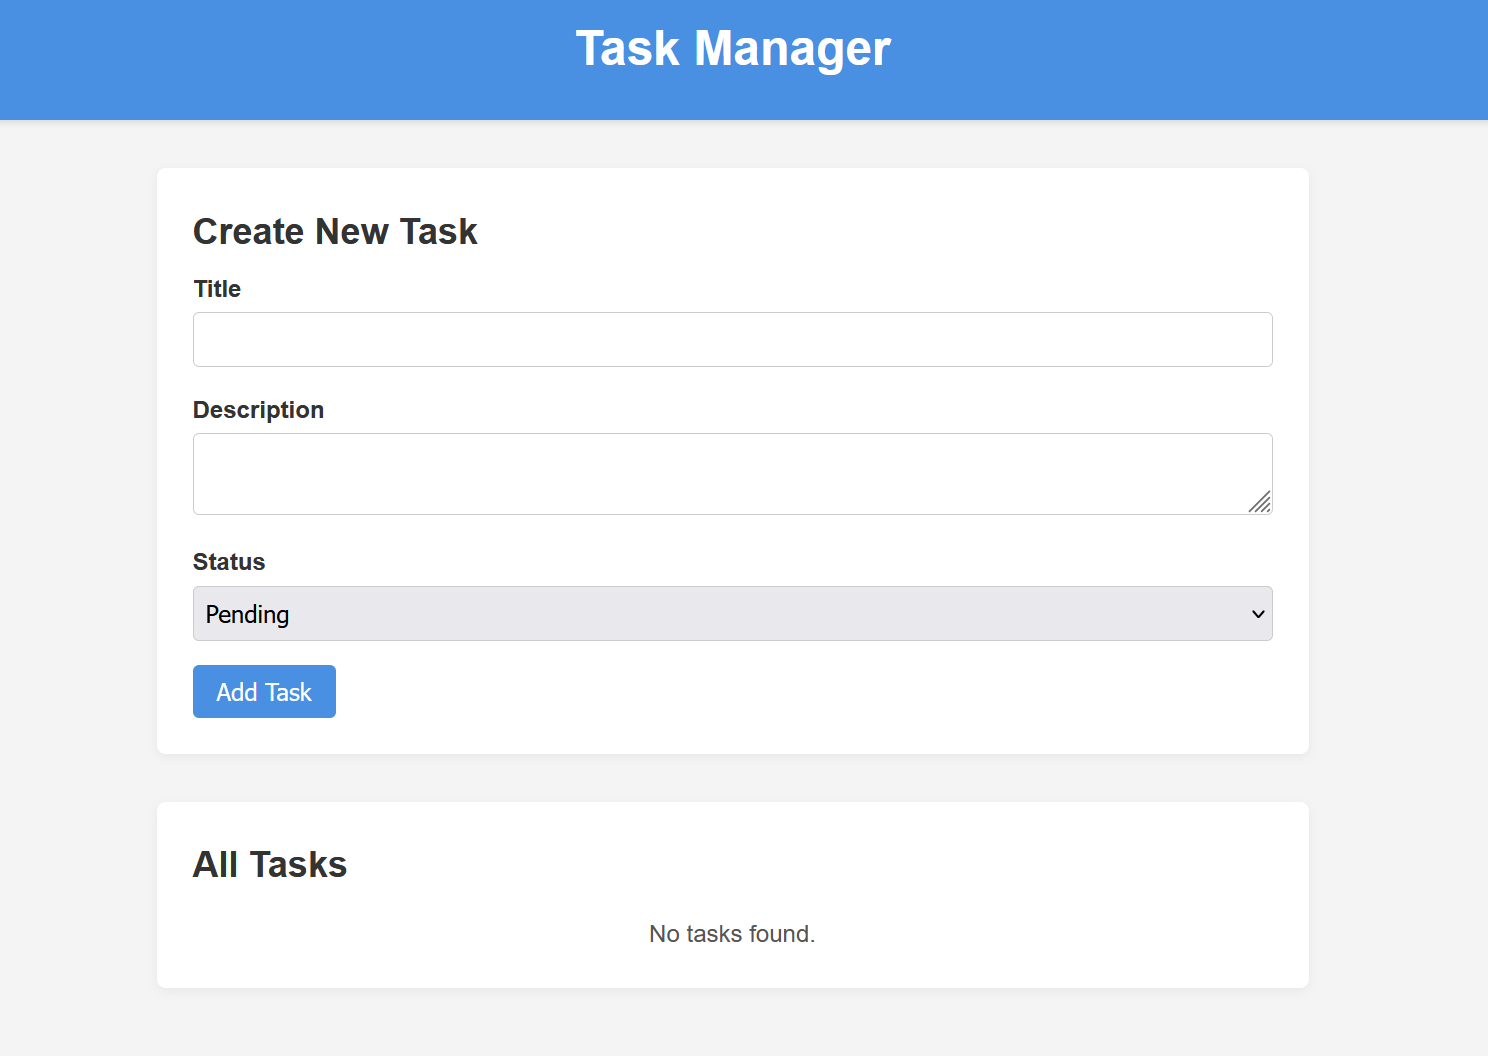 Task Manager
Create New Task
Title
Description
Status
Pending
Add Task
All Tasks
No tasks found.